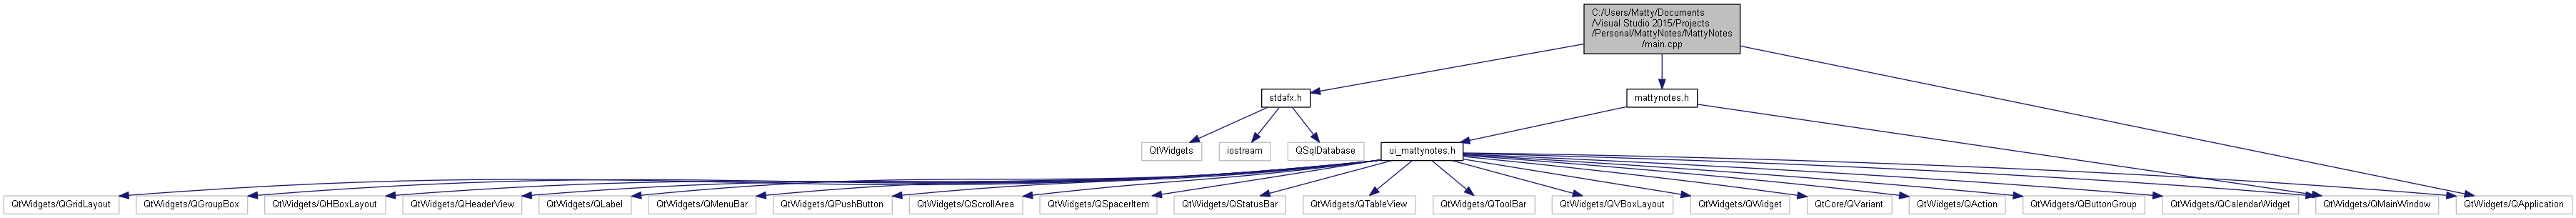 C:/Users/Matty/Documents
/Visual Studio 2015/Projects
/Personal/MattyNotes/MattyNotes
/main.cpp
stdafx.h
mattynotes.h
QtWidgets
iostream
QSqlDatabase
ui_mattynotes.h
QtWidgets/QGridLayout
QtWidgets/QGroupBox
QtWidgets/QHBoxLayout
QtWidgets/QHeaderView
QtWidgets/QLabel
QtWidgets/QMenuBar
QtWidgets/QPushButton
QtWidgets/QScrollArea
QtWidgets/QSpacerItem
QtWidgets/QStatusBar
QtWidgets/QTableView
QtWidgets/QToolBar
QtWidgets/QVBoxLayout
QtWidgets/QWidget
QtCore/QVariant
QtWidgets/QAction
QtWidgets/QButtonGroup
QtWidgets/QCalendarWidget
QtWidgets/QMainWindow
QtWidgets/QApplication